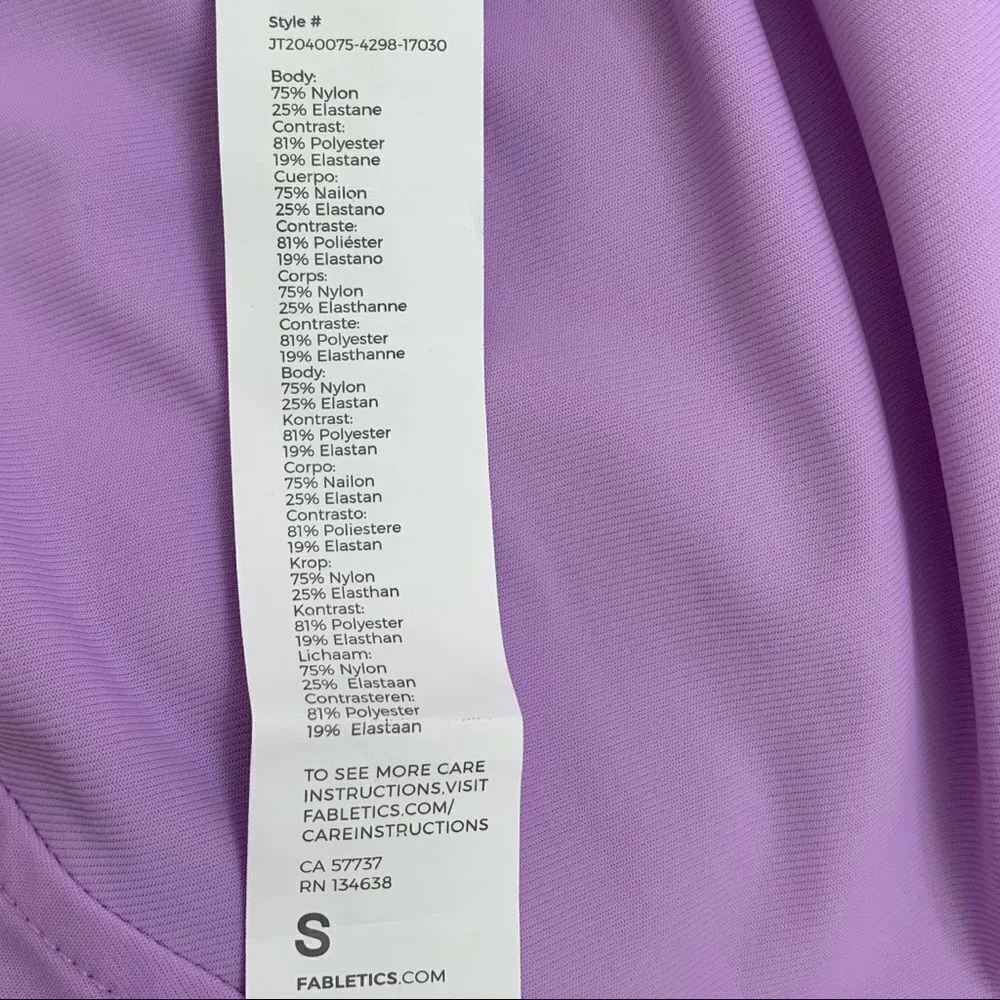 Style #
JT2040075-4298-17030
Body:
75% Nylon
25% Elastane
Contrast:
81% Polyester
19% Elastane
Cuerpo:
75% Nailon
25% Elastano
Contraste:
81% Poliéster
19% Elastano
Corps:
75% Nylon
25% Elasthanne
Contraste:
81% Polyester
19% Elasthanne
Body:
75% Nylon
25% Elastan
Kontrast:
81% Polyester
19% Elastan
Corpo:
75% Nailon
25% Elastan
Contrasto:
81% Poliestere
19% Elastan
Krop:
75% Nylon
25% Elasthan
Kontrast:
81% Polyester
19% Elasthan
Lichaam:
75% Nylon
25% Elastaan
Contrasteren:
81% Polyester
19% Elastaan
TO SEE MORE CARE
INSTRUCTIONS,VISIT
FABLETICS.COM/
CAREINSTRUCTIONS
CA 57737
RN 134638
S
FABLETICS.COM